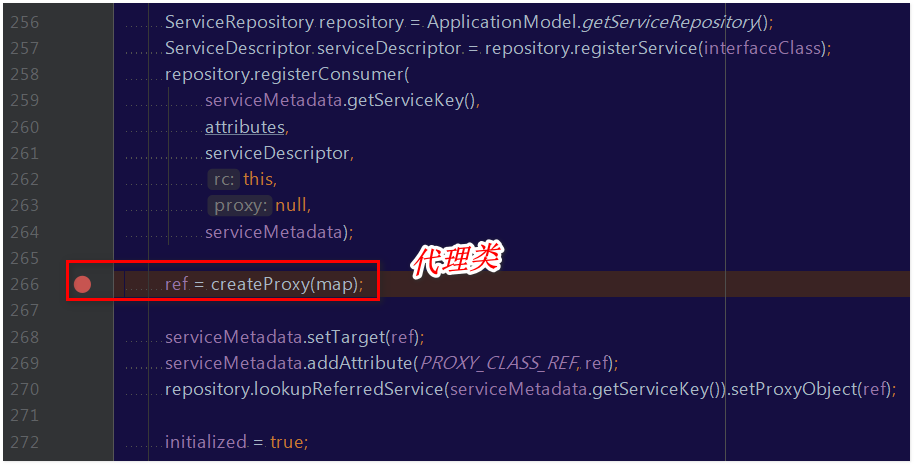 256 ServiceRepository repository = ApplicationModel.getServiceRepository();
257 ServiceDescriptor serviceDescriptor = repository.registerService(interfaceClass);
258 repository.registerConsumer(
259 serviceMetadata.getServiceKey(),
260 attributes,
261 serviceDescriptor,
262 rc: this,
263 proxy: null,
264 serviceMetadata);
265
代理类
266 ref = createProxy(map);
267
268 serviceMetadata.setTarget(ref);
269 serviceMetadata.addAttribute(PROXY_CLASS_REF, ref);
270 repository.lookupReferredService(serviceMetadata.getServiceKey()).setProxyObject(ref);
271
272 initialized = true;